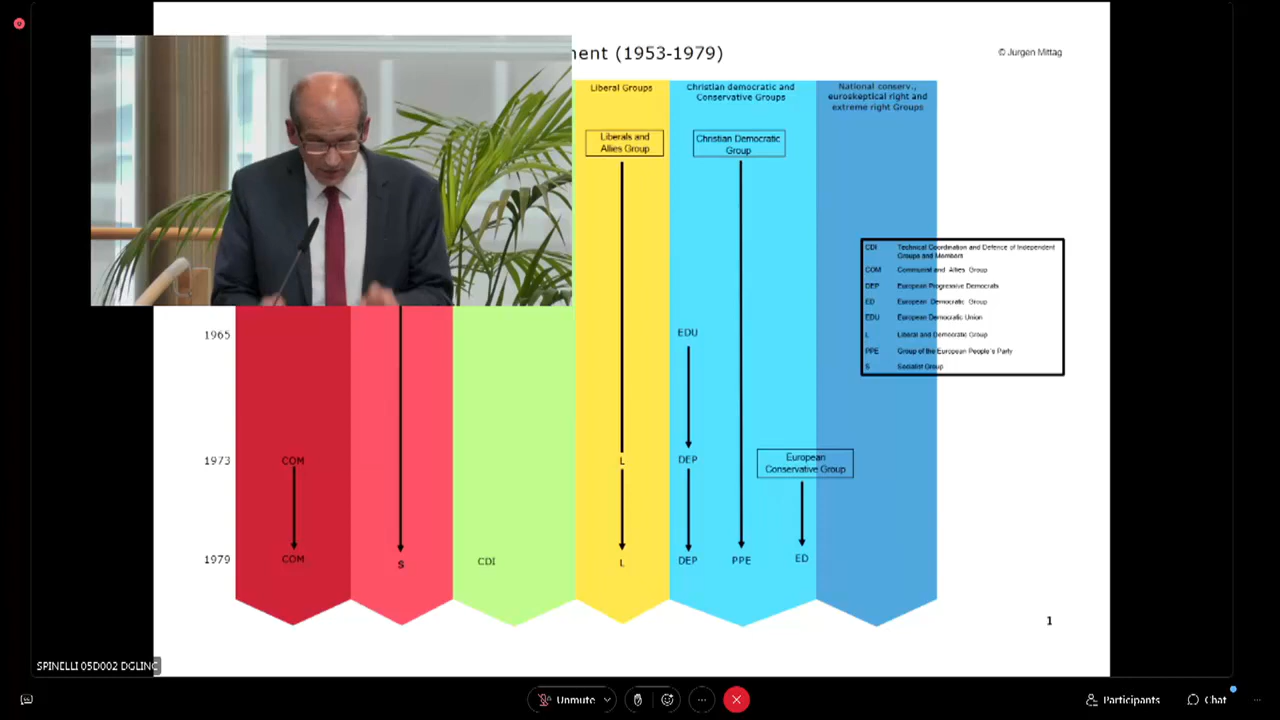 ment (1953-1979)
© Jurgen Mittag
Liberal Groups
Christian democratic and
Conservative Groups
National conserv.,
euroskeptical right and
extreme right Groups
Liberals and
Allies Group
Christian Democratic
Group
CDI Technical Coordination and Defence of Independent
Groups and Members
COM Communist and Allies Group
DEP European Progressive Democrats
ED European Democratic Group
EDU European Democratic Union
L Liberal and Democratic Group
PPE Group of the European People's Party
S Socialist Group
1965
EDU
1973
COM
L
DEP
European
Conservative Group
1979
COM
S
CDI
L
DEP
PPE
ED
1
SPINELLI 05D002 DGLINC
Unmute
Participants
Chat